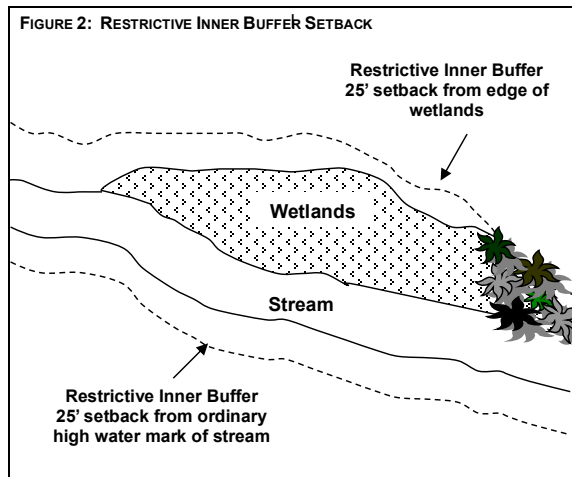 FIGURE 2: RESTRICTIVE INNER BUFFER SETBACK
Restrictive Inner Buffer
25' setback from edge of
wetlands
Wetlands
Stream
Restrictive Inner Buffer
25' setback from ordinary
high water mark of stream